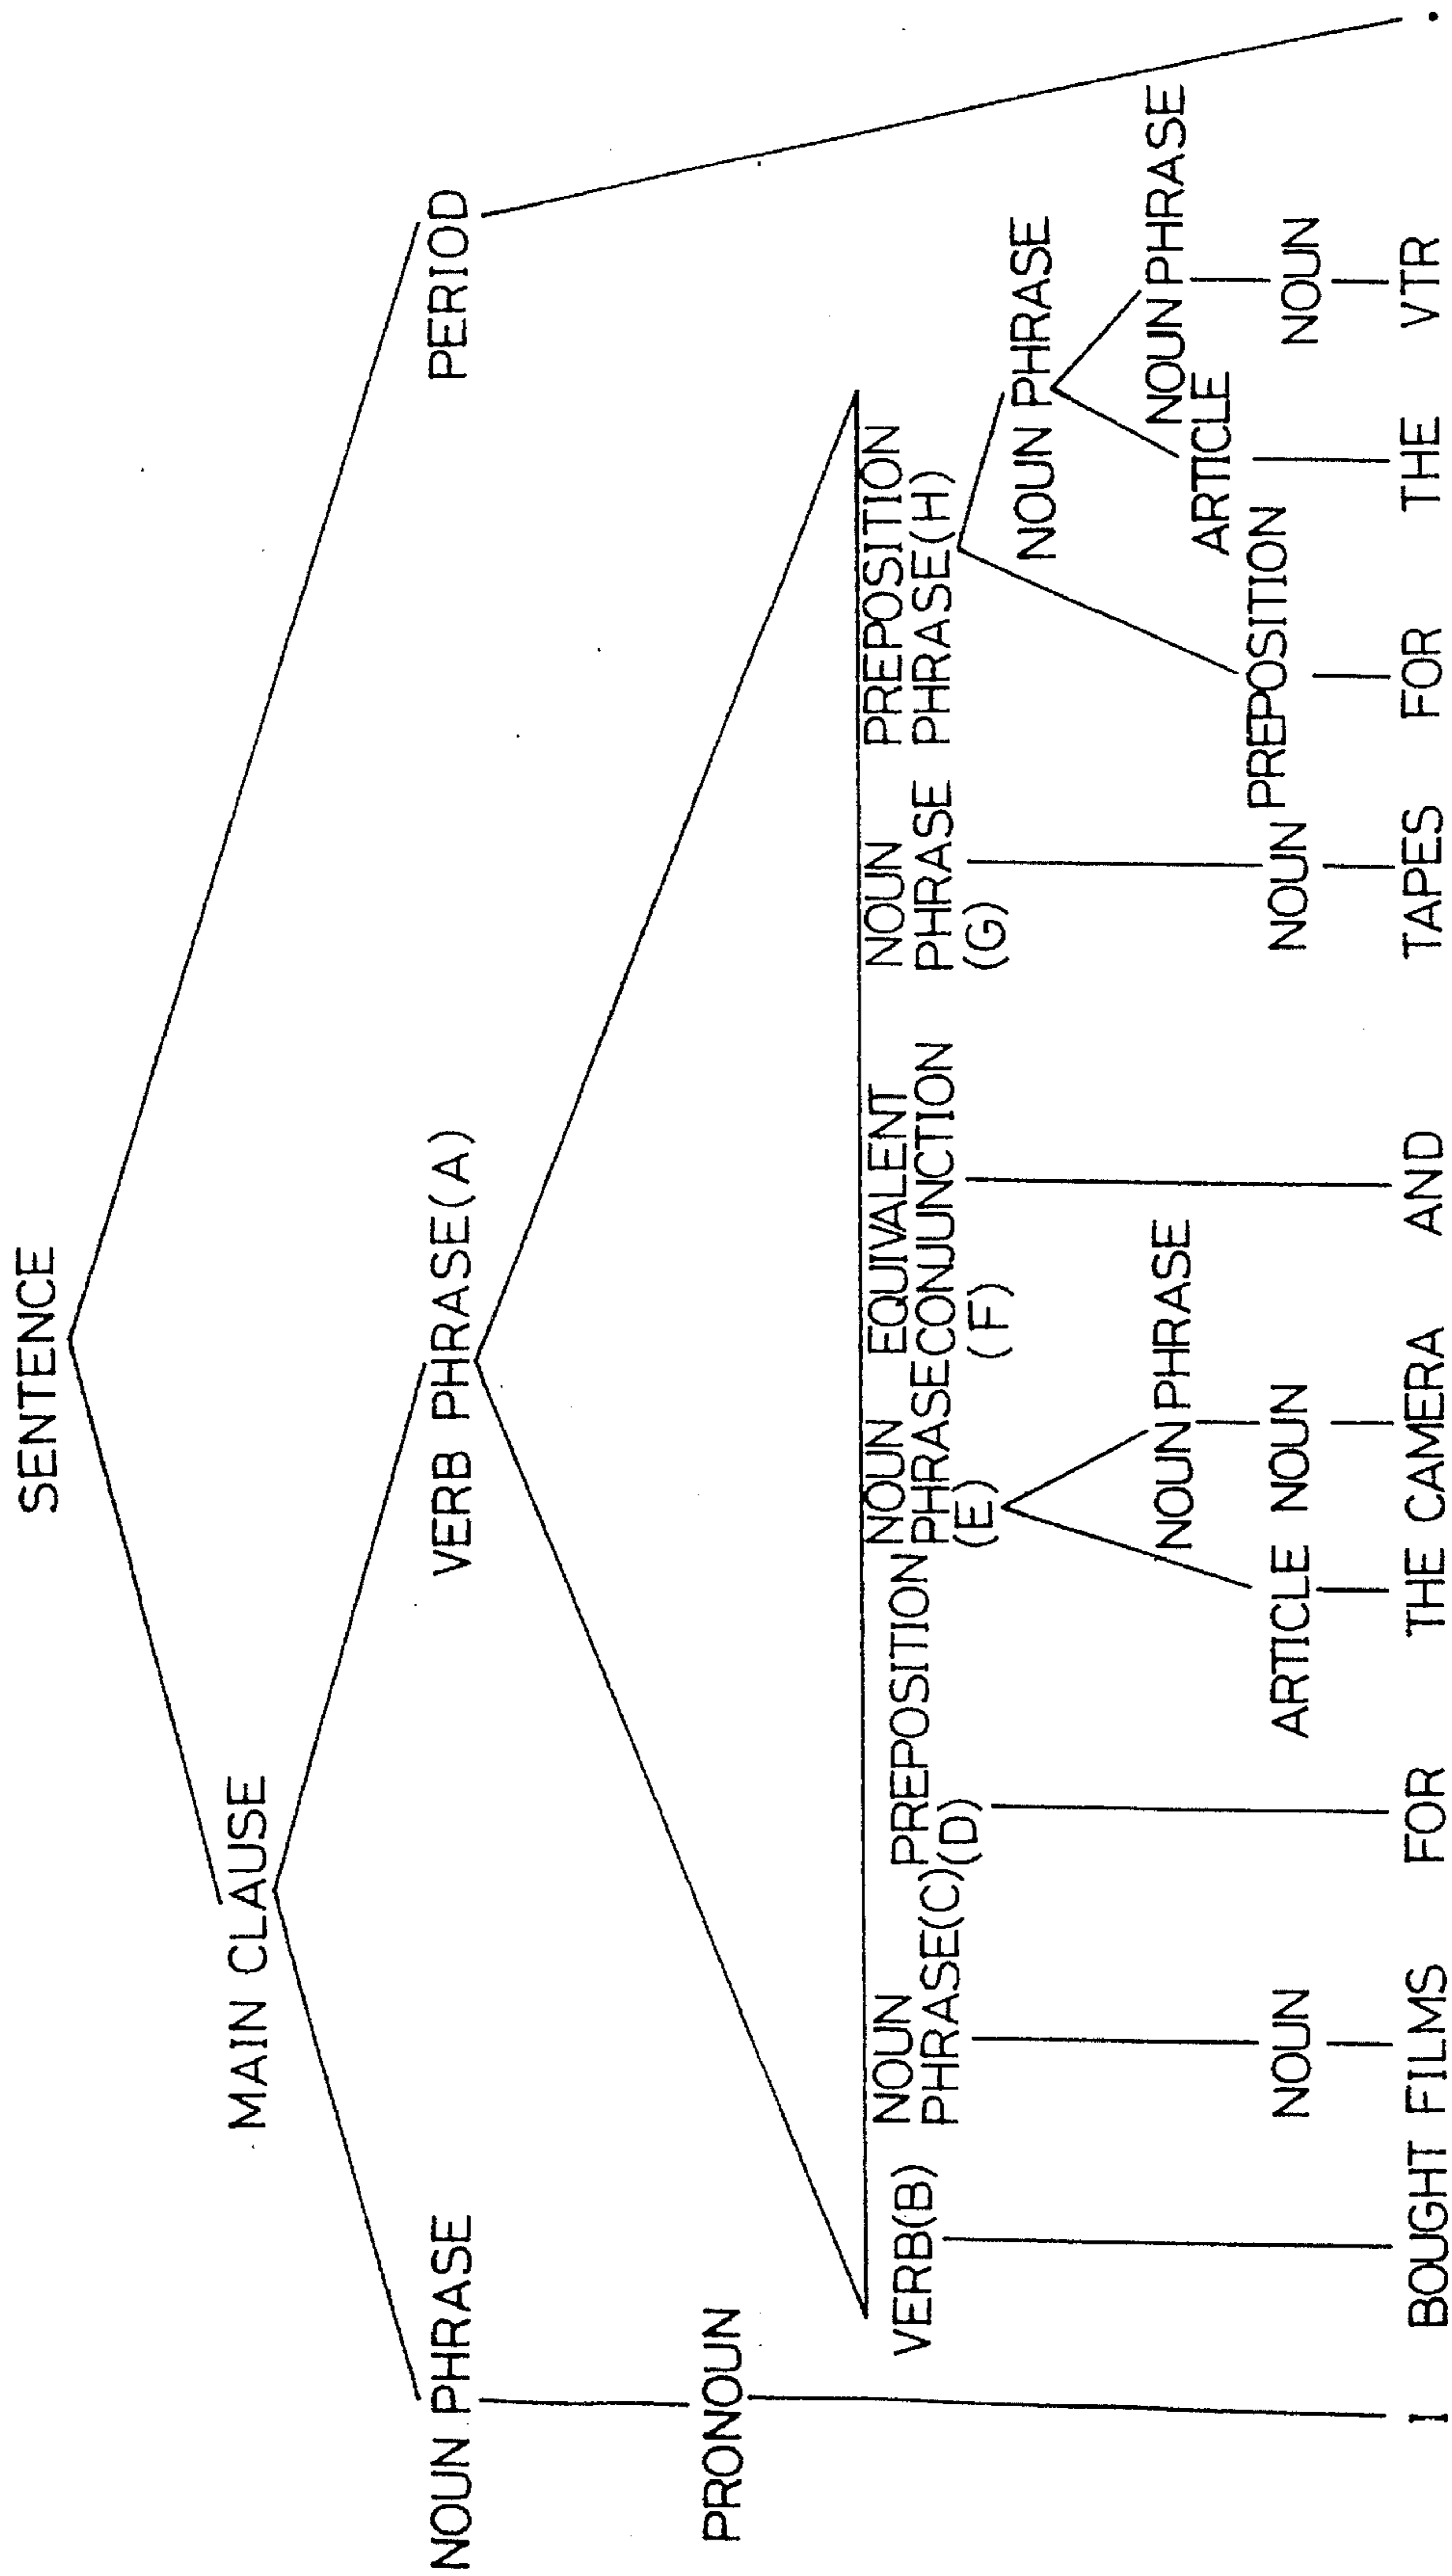 SENTENCE
MAIN CLAUSE
NOUN PHRASE VERB PHRASE(A) PERIOD
PRONOUN
VERB(B)
NOUN
PHRASE(C)
PREPOSITION
(D)
NOUN
PHRASE
(E)
EQUIVALENT
CONJUNCTION
(F)
NOUN
PHRASE
(G)
PREPOSITION
PHRASE(H)
NOUN PHRASE
NOUN PHRASE NOUN PHRASE
ARTICLE
NOUN ARTICLE NOUN NOUN PREPOSITION NOUN
I BOUGHT FILMS FOR THE CAMERA AND TAPES FOR THE VTR .